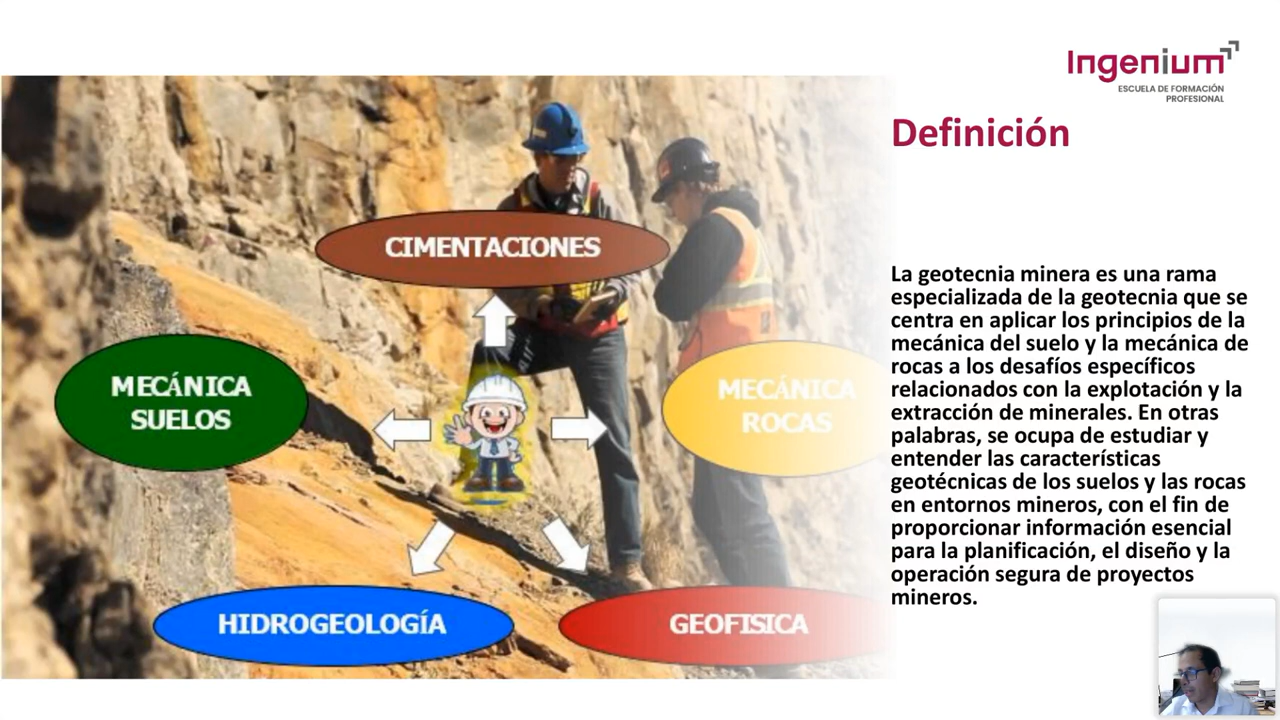 Ingenium
ESCUELA DE FORMACIÓN
PROFESIONAL
Definición
CIMENTACIONES
MECÁNICA
SUELOS
MECÁNICA
ROCAS
HIDROGEOLOGÍA
GEOFISICA
La geotecnia minera es una rama
especializada de la geotecnia que se
centra en aplicar los principios de la
mecánica del suelo y la mecánica de
rocas a los desafíos específicos
relacionados con la explotación y la
extracción de minerales. En otras
palabras, se ocupa de estudiar y
entender las características
geotécnicas de los suelos y las rocas
en entornos mineros, con el fin de
proporcionar información esencial
para la planificación, el diseño y la
operación segura de proyectos
mineros.